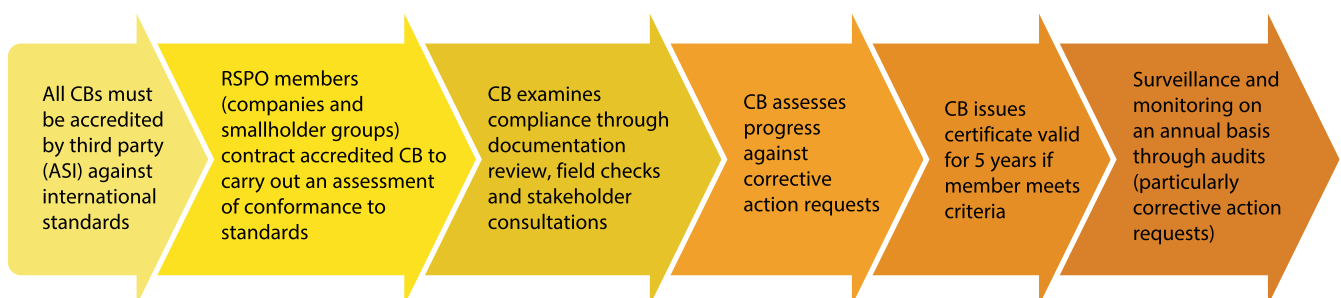 All CBs must
be accredited
by third party
(ASI) against
international
standards
RSPO members
(companies and
smallholder groups)
contract accredited CB to
carry out an assessment
of conformance to
standards
CB examines
compliance through
documentation
review, field checks
and stakeholder
consultations
CB assesses
progress
against
corrective
action requests
CB issues
certificate valid
for 5 years if
member meets
criteria
Surveillance and
monitoring on
an annual basis
through audits
(particularly
corrective action
requests)